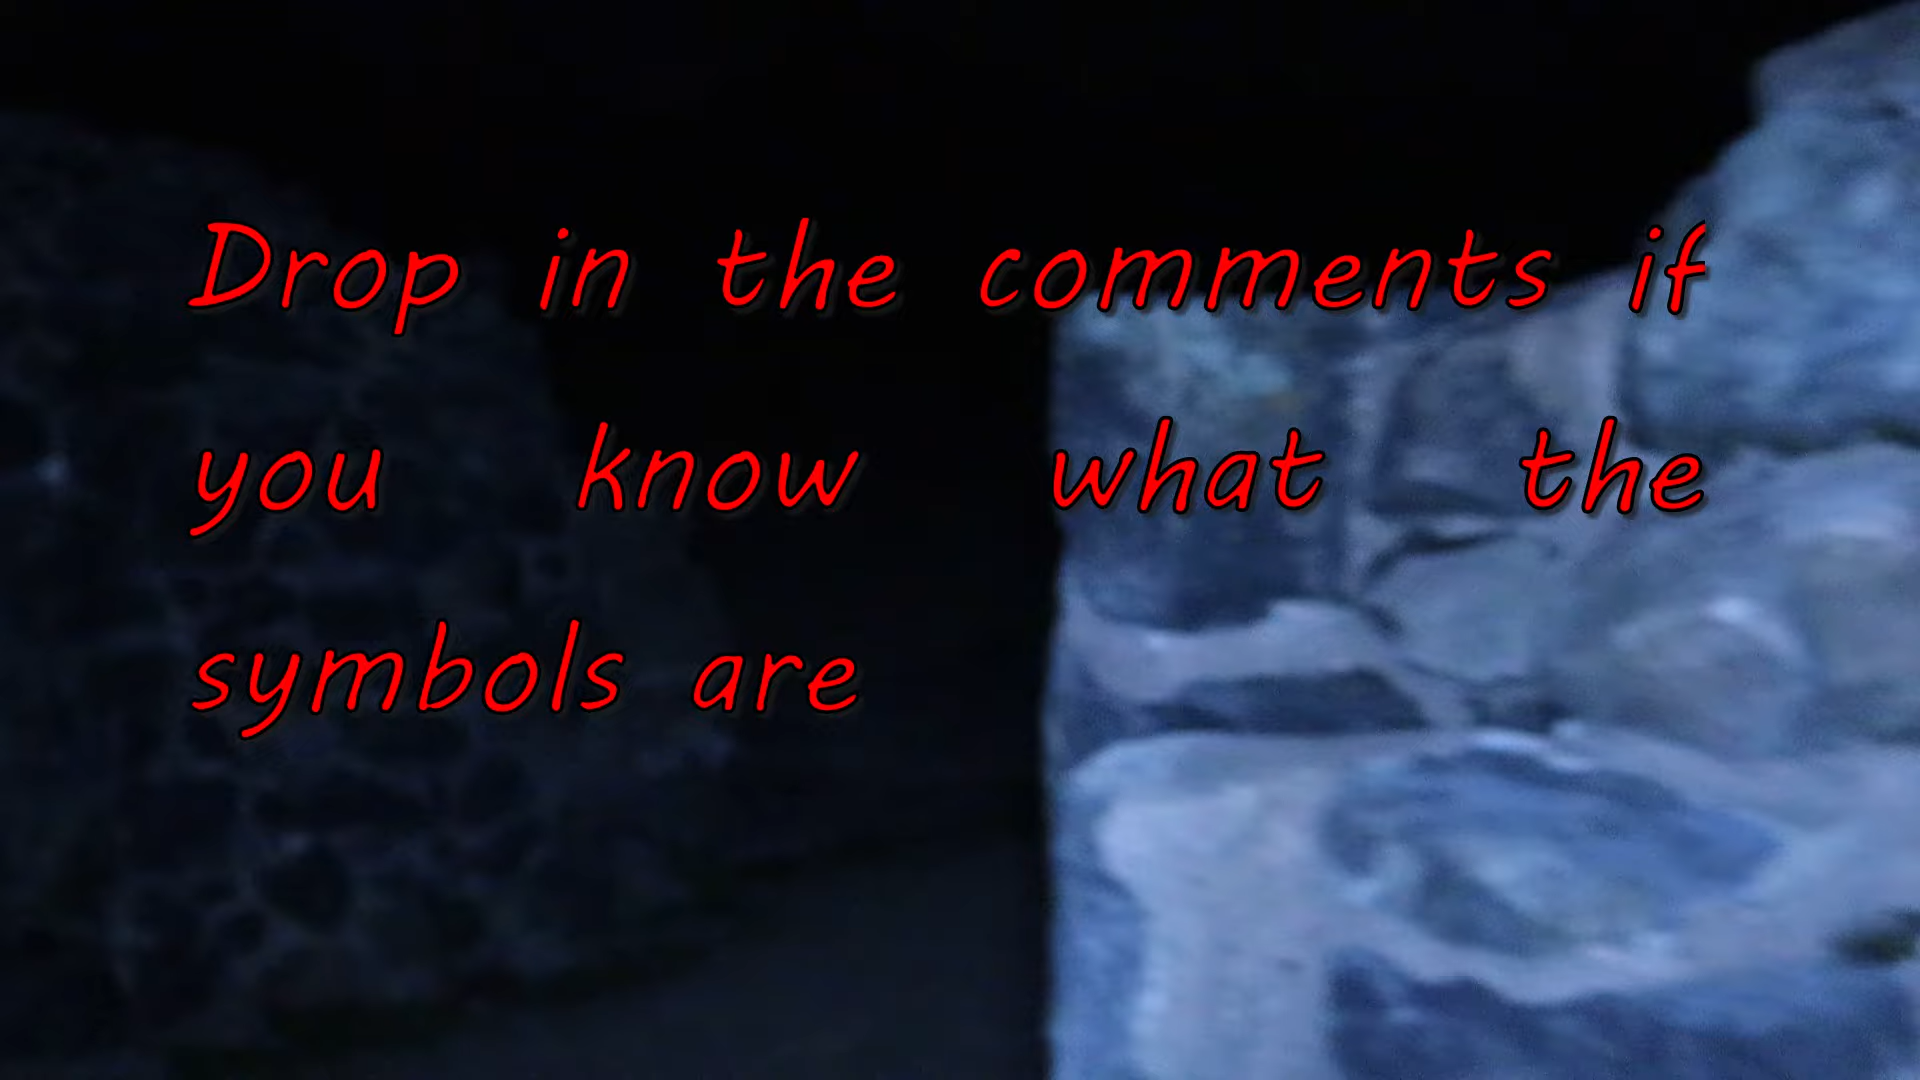 Drop in the comments if
you know what the
symbols are